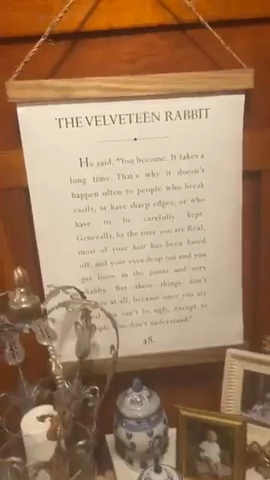 THE VELVETEEN RABBIT
He said, "You become. It takes a
long time. That's why it doesn't
happen often to people who break
easily, or have sharp edges, or who
have to be carefully kept.
Generally, by the time you are Real,
most of your hair has been loved
off, and your eyes drop out and you
get loose in the joints and very
shabby. But these things don't
at all, because once you are
you can't be ugly, except to
people who don't understand."
48.